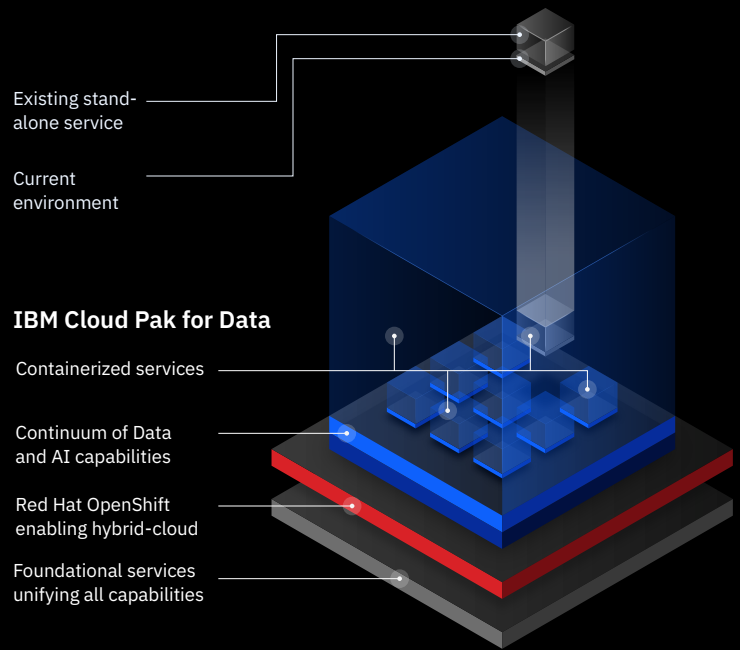 Existing stand-
alone service
Current
environment
IBM Cloud Pak for Data
Containerized services
Continuum of Data
and AI capabilities
Red Hat OpenShift
enabling hybrid-cloud
Foundational services
unifying all capabilities